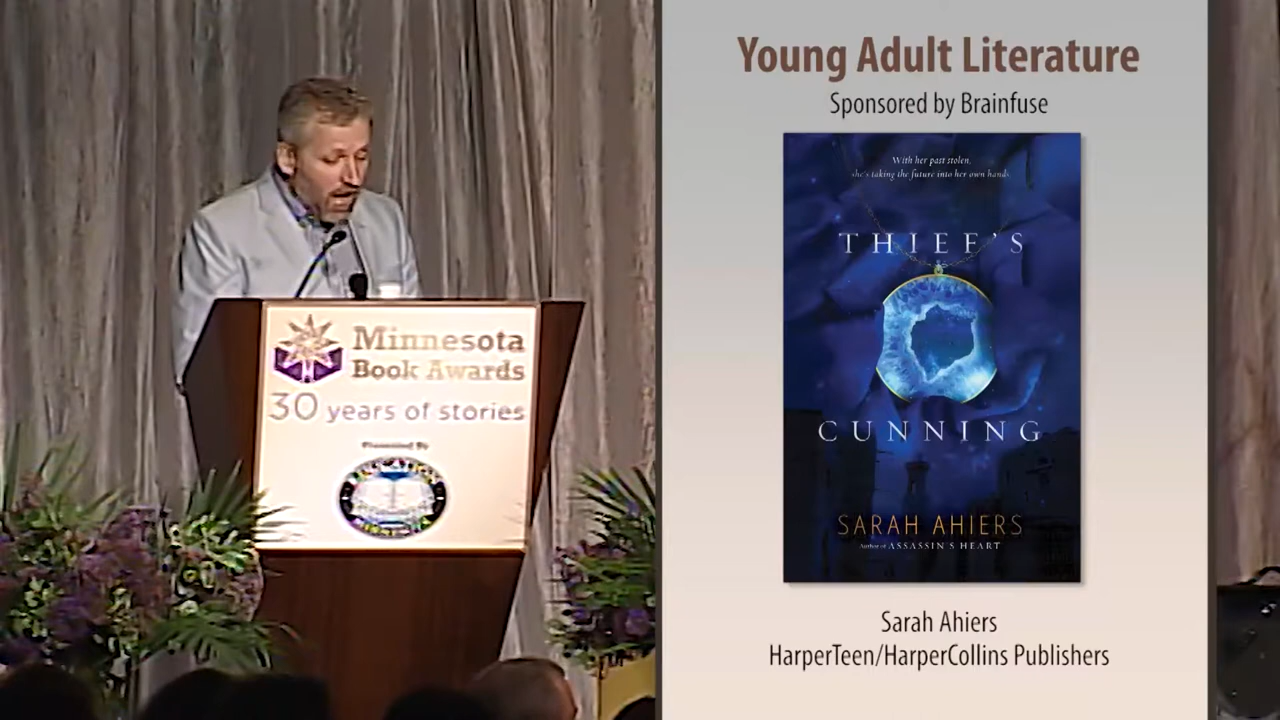 Minnesota
Book Awards
30 years of stories
Presented By
Young Adult Literature
Sponsored by Brainfuse
With her past stolen,
she's taking the future into her own hands.
THIEF'S
CUNNING
SARAH AHIERS
Author of ASSASSIN'S HEART
Sarah Ahiers
HarperTeen/HarperCollins Publishers